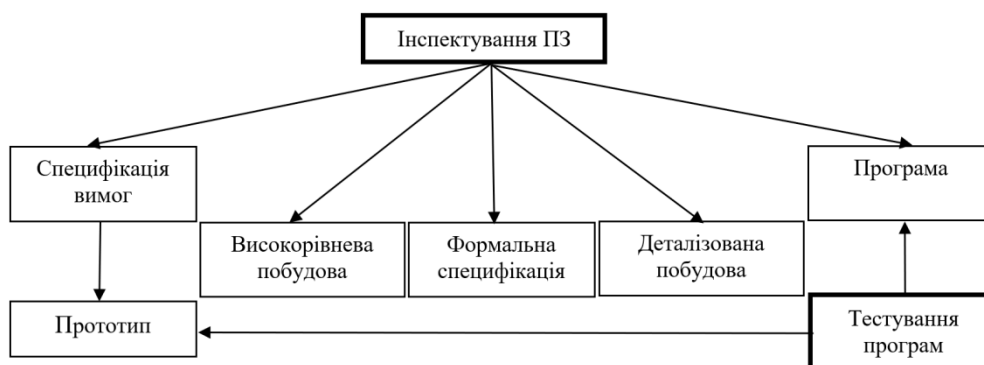 Інспектування ПЗ
Специфікація
вимог
Програма
Високорівнева
побудова
Формальна
специфікація
Деталізована
побудова
Прототип
Тестування
програм